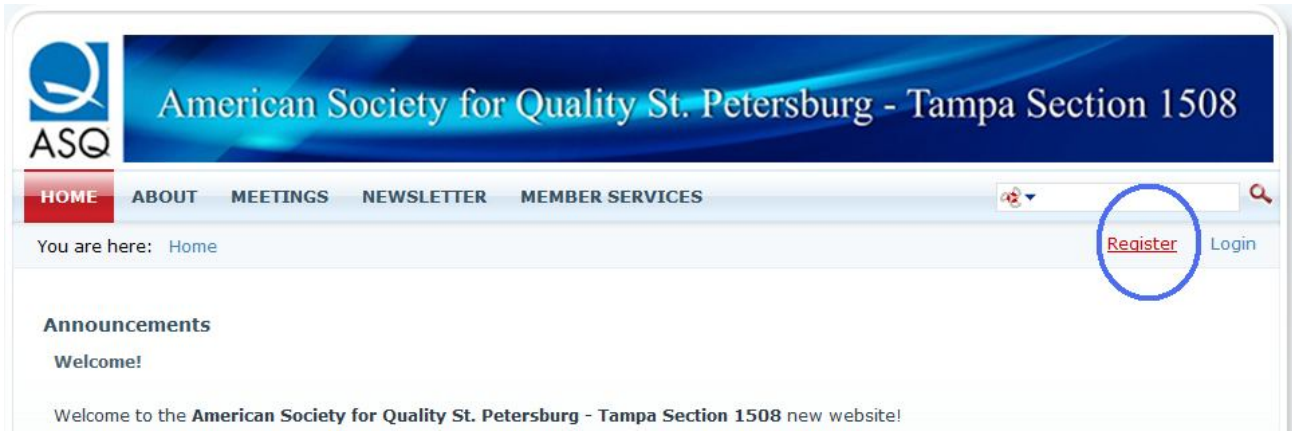 American Society for Quality St. Petersburg - Tampa Section 1508
ASQ
HOME ABOUT MEETINGS NEWSLETTER MEMBER SERVICES
You are here: Home Register Login
Announcements
Welcome!
Welcome to the American Society for Quality St. Petersburg - Tampa Section 1508 new website!